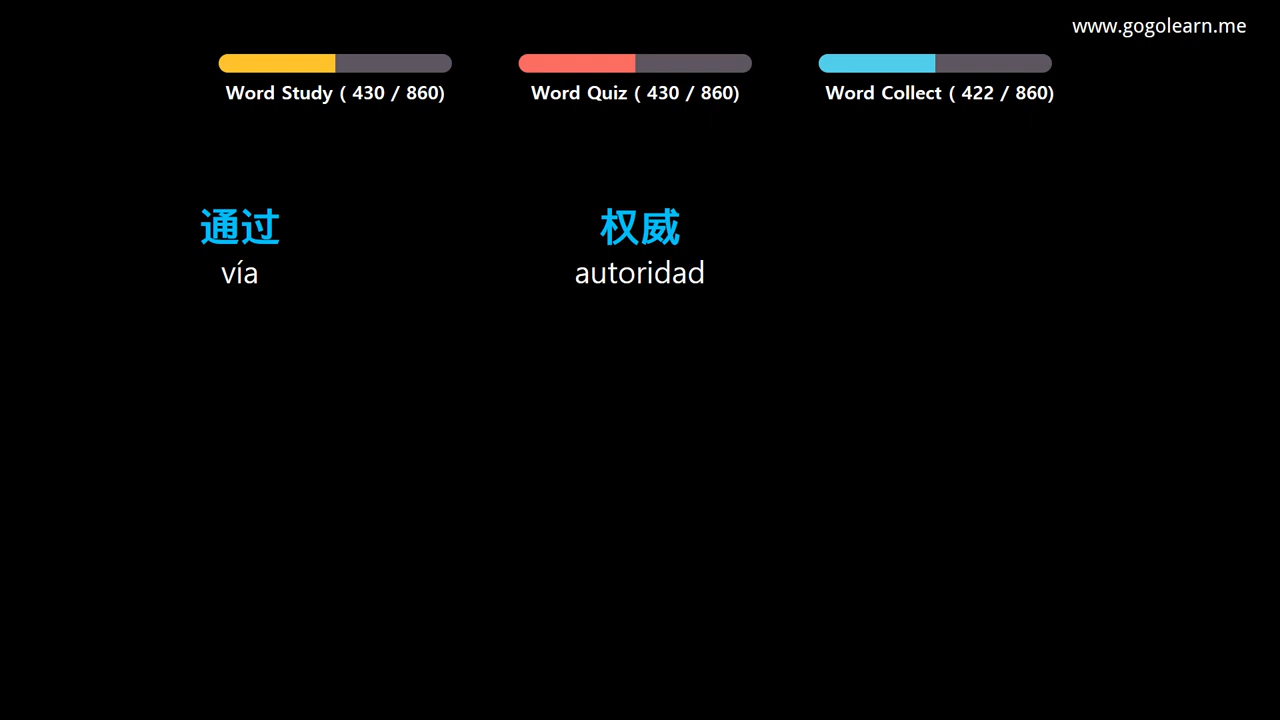 www.gogolearn.me
Word Study ( 430 / 860)
Word Quiz ( 430 / 860)
Word Collect ( 422 / 860)
通过
权威
vía
autoridad